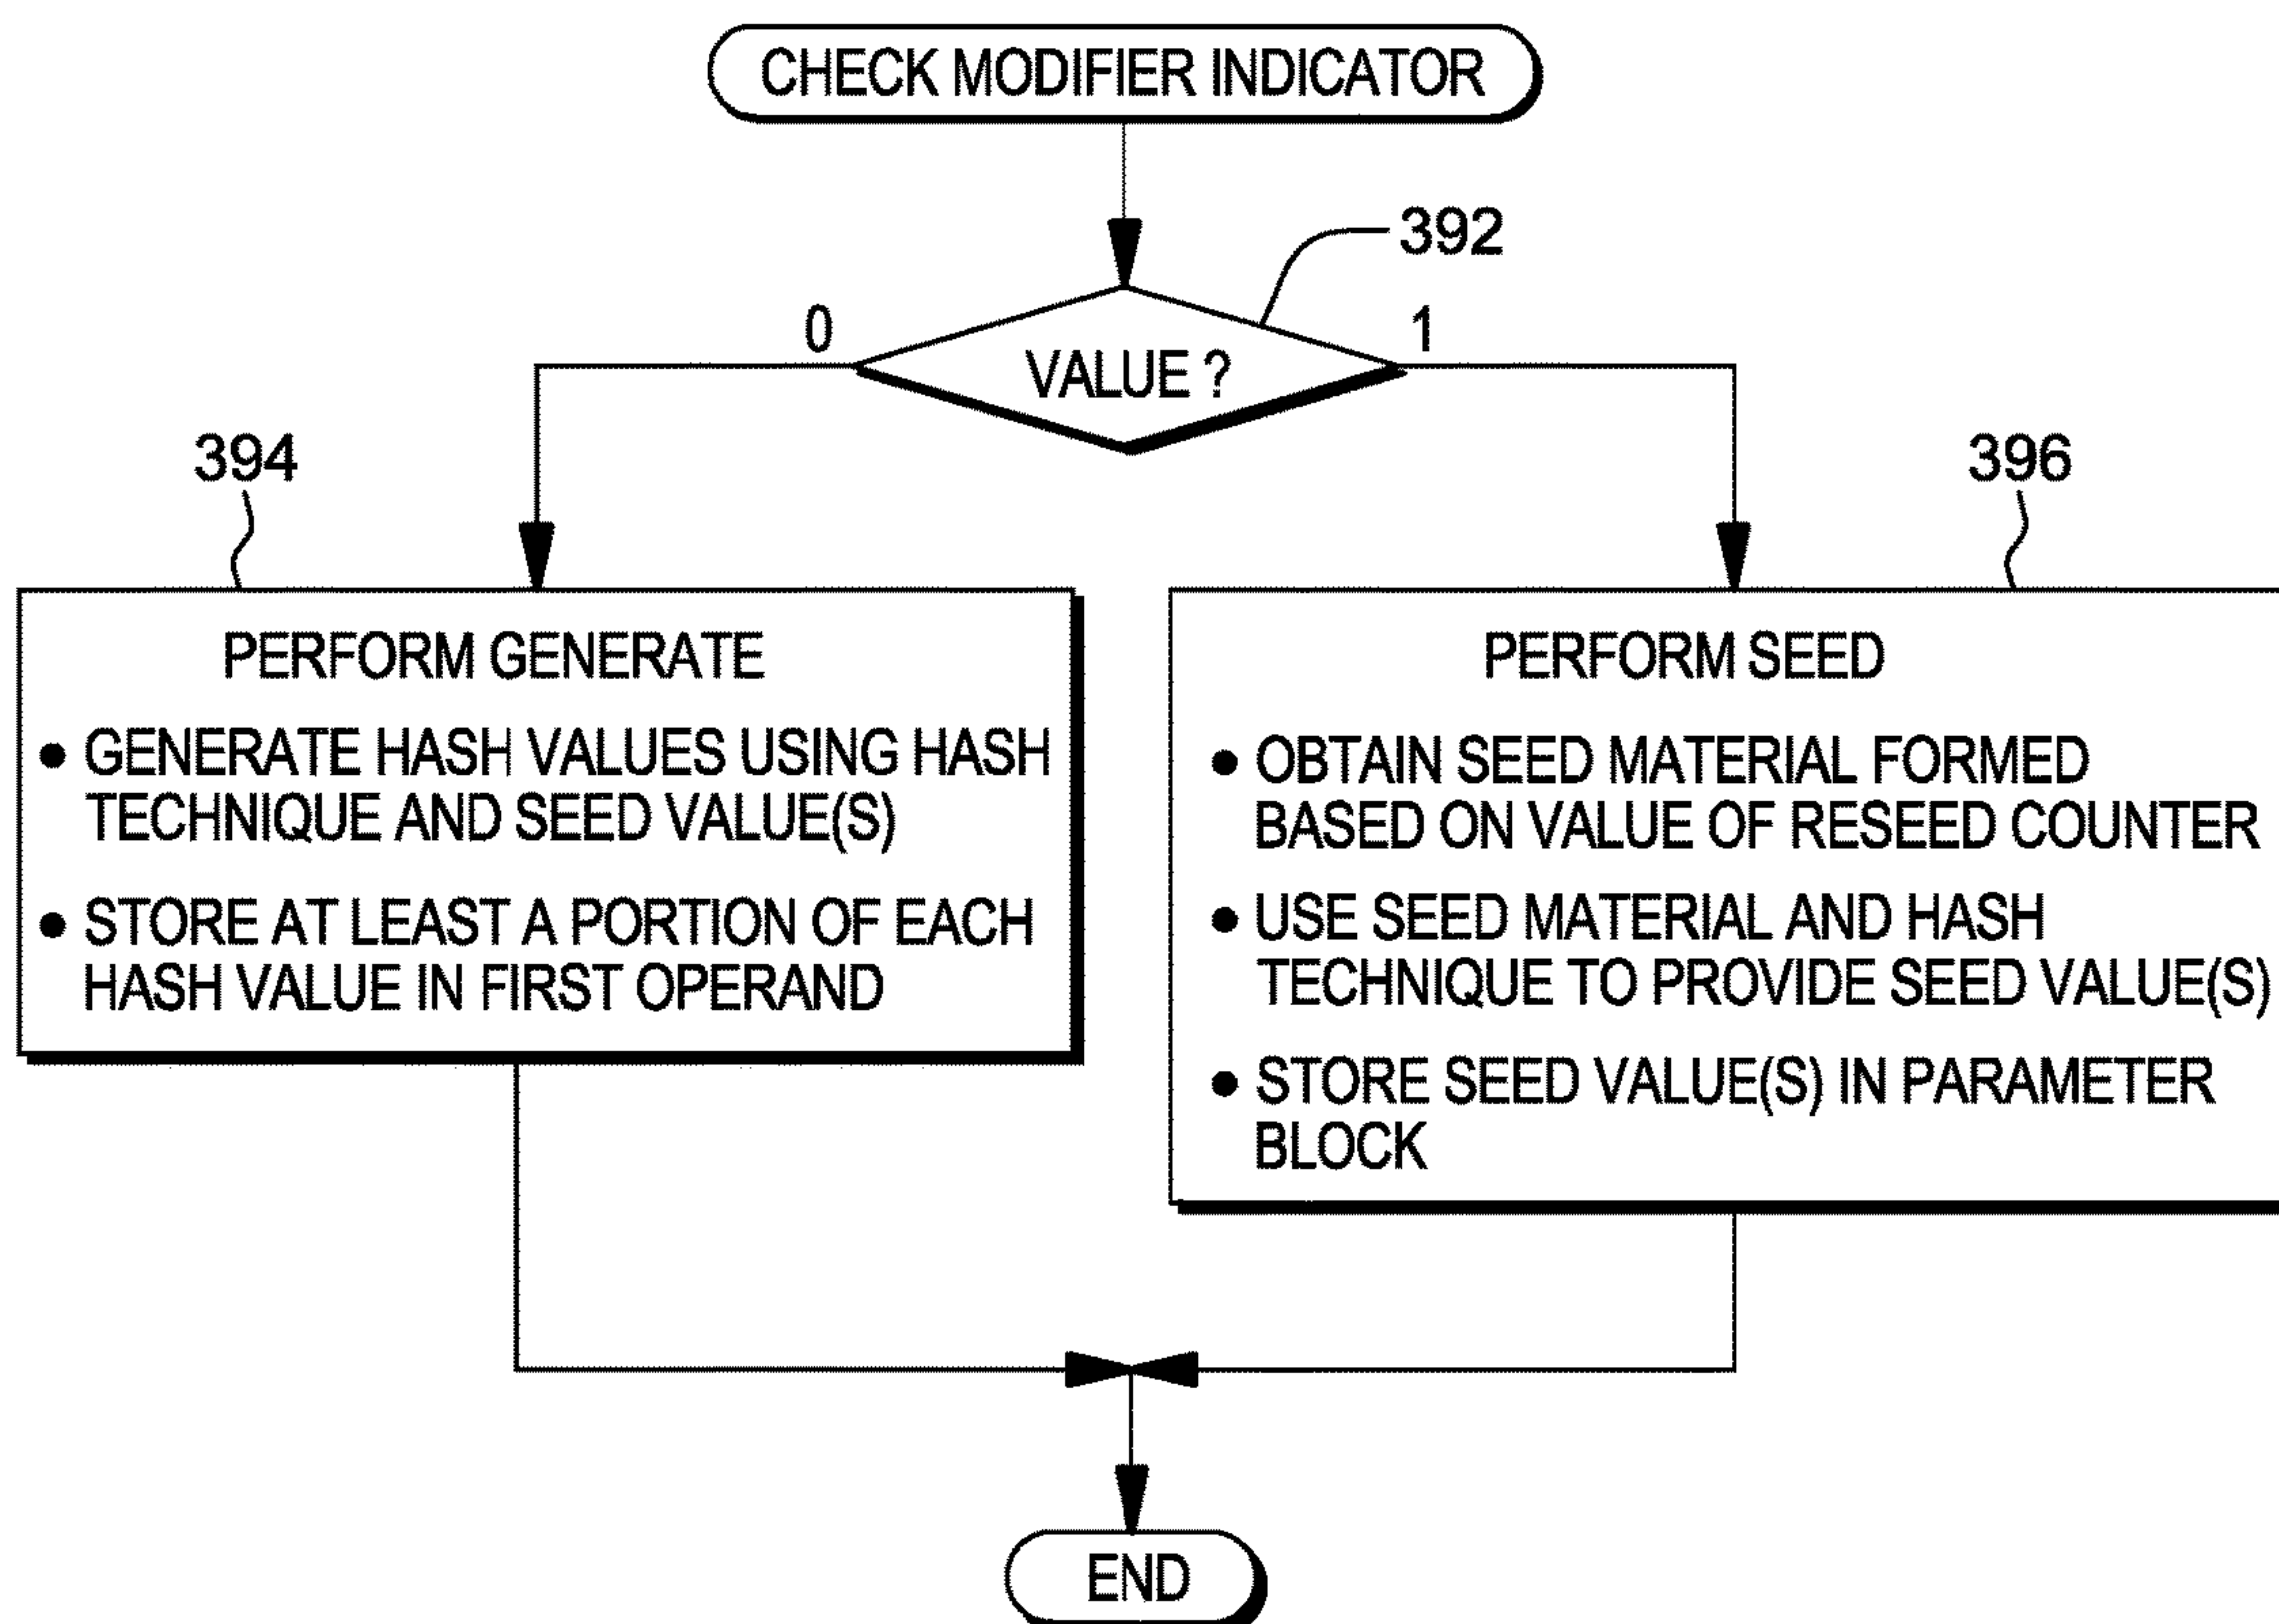 CHECK MODIFIER INDICATOR
392
0
1
VALUE ?
394
396
PERFORM GENERATE
● GENERATE HASH VALUES USING HASH
TECHNIQUE AND SEED VALUE(S)
● STORE AT LEAST A PORTION OF EACH
HASH VALUE IN FIRST OPERAND
PERFORM SEED
● OBTAIN SEED MATERIAL FORMED
BASED ON VALUE OF RESEED COUNTER
● USE SEED MATERIAL AND HASH
TECHNIQUE TO PROVIDE SEED VALUE(S)
● STORE SEED VALUE(S) IN PARAMETER
BLOCK
END